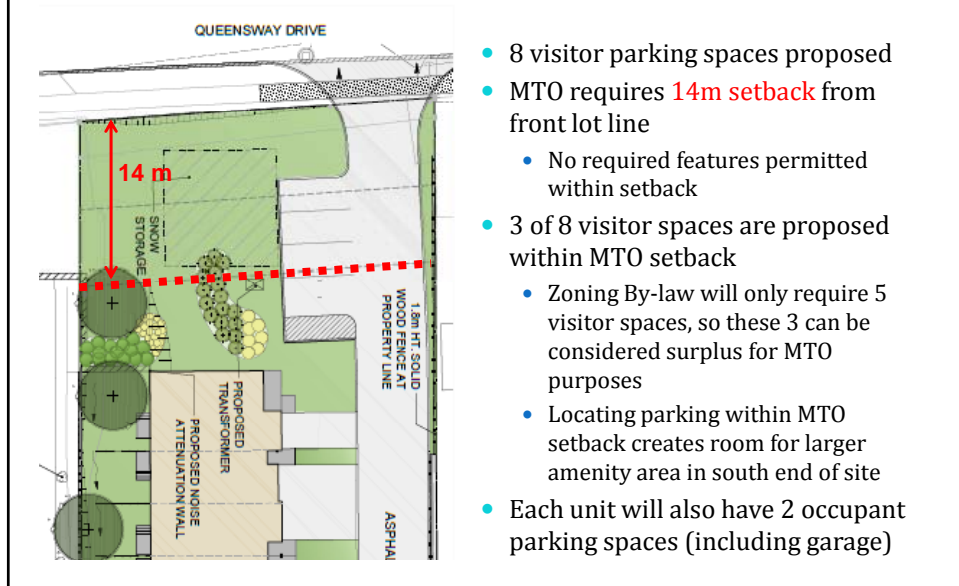 QUEENSWAY DRIVE
14 m
SNOW
STORAGE
1.8m HT. SOLID
WOOD FENCE AT
PROPERTY LINE
PROPOSED
TRANSFORMER
PROPOSED NOISE
ATTENUATION WALL
ASPHA
• 8 visitor parking spaces proposed
• MTO requires 14m setback from
front lot line
• No required features permitted
within setback
• 3 of 8 visitor spaces are proposed
within MTO setback
• Zoning By-law will only require 5
visitor spaces, so these 3 can be
considered surplus for MTO
purposes
• Locating parking within MTO
setback creates room for larger
amenity area in south end of site
• Each unit will also have 2 occupant
parking spaces (including garage)